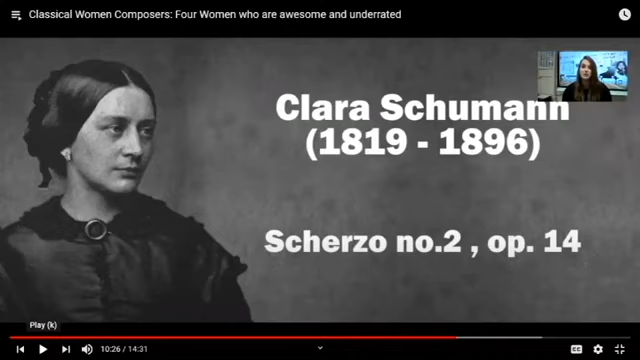 Classical Women Composers: Four Women who are awesome and underrated
Clara Schumann
(1819 - 1896)
Scherzo no.2 , op. 14
Play (k)
10:26 / 14:31
CC